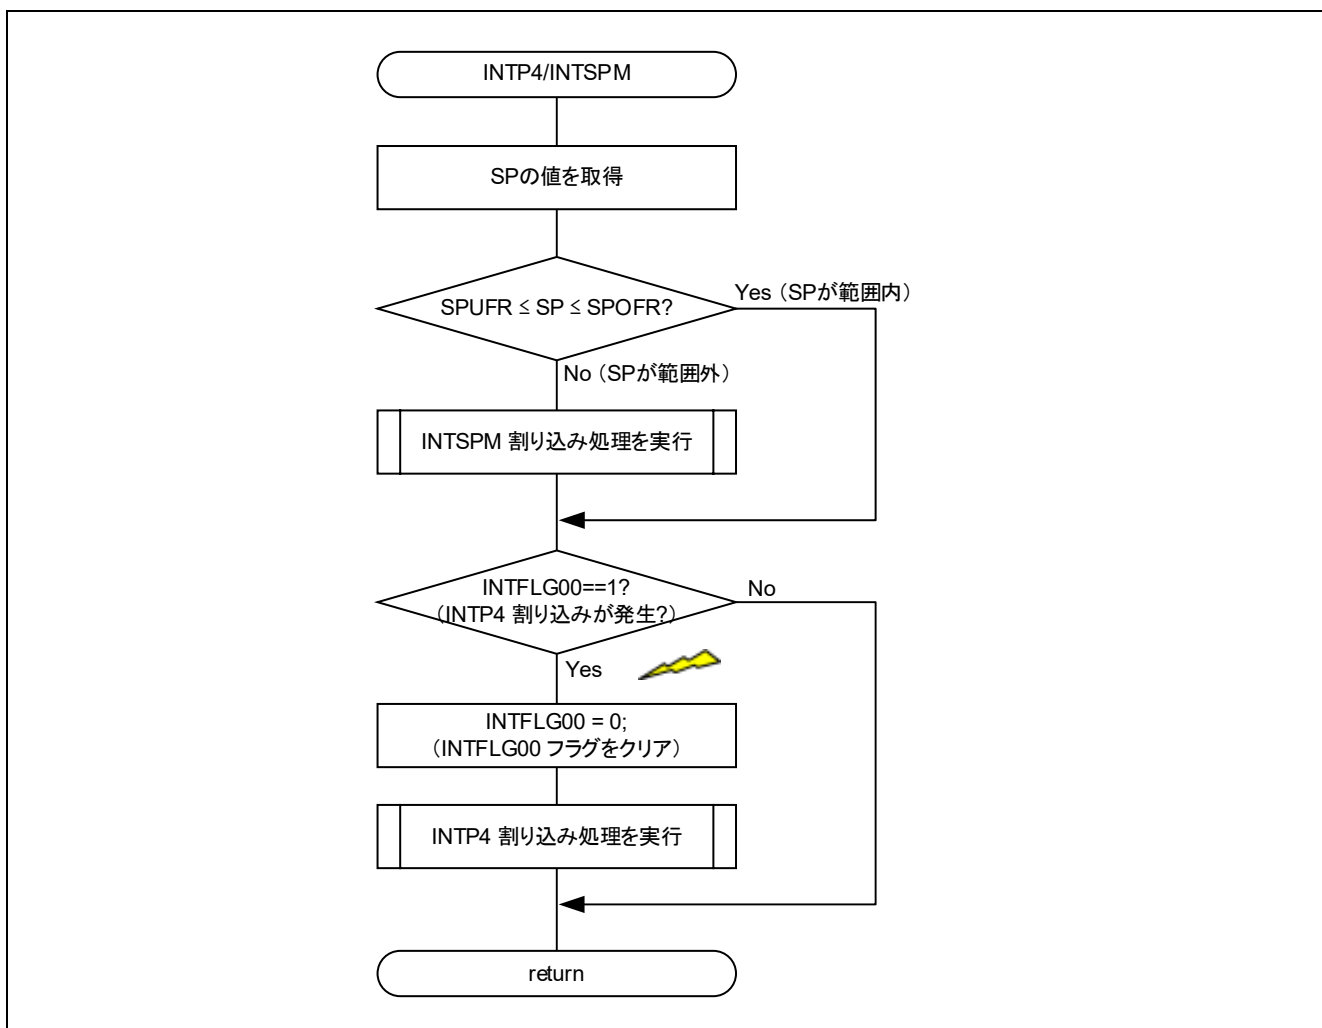 INTP4/INTSPM
SPの値を取得
SPUFR ≤ SP ≤ SPOFR?
Yes（SPが範囲内）
No（SPが範囲外）
INTSPM 割り込み処理を実行
INTFLG00==1?
（INTP4 割り込みが発生?）
No
Yes
INTFLG00 = 0;
（INTFLG00 フラグをクリア）
INTP4 割り込み処理を実行
return